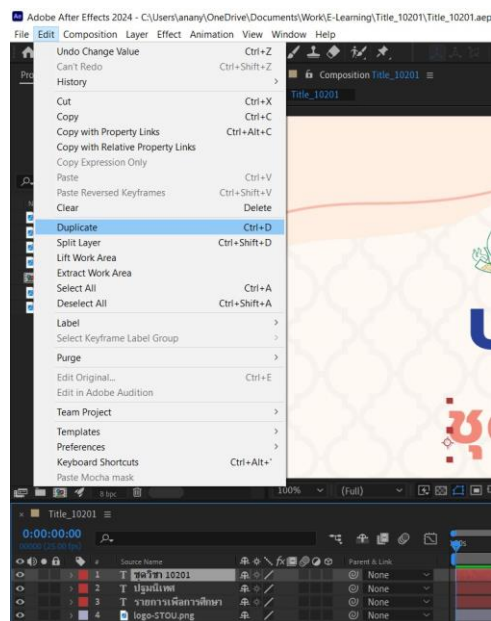 Adobe After Effects 2024 - C:\Users\anany\OneDrive\Documents\Work\E-Learning\Title_10201\Title_10201.aep
File Edit Composition Layer Effect Animation View Window Help
Undo Change Value Ctrl+Z
Can't Redo Ctrl+Shift+Z
History
Composition Title_10201
Title_10201
Cut Ctrl+X
Copy Ctrl+C
Copy with Property Links Ctrl+Alt+C
Copy with Relative Property Links
Copy Expression Only
Paste Ctrl+V
Paste Reversed Keyframes Ctrl+Shift+V
Clear Delete
Duplicate Ctrl+D
Split Layer Ctrl+Shift+D
Lift Work Area
Extract Work Area
Select All Ctrl+A
Deselect All Ctrl+Shift+A
Label
Select Keyframe Label Group
Purge
Edit Original... Ctrl+E
Edit in Adobe Audition
Team Project
Templates
Preferences
Keyboard Shortcuts Ctrl+Alt+'
Paste Mocha mask
8 bpc 100% (Full)
Title_10201
0:00:00:00
00000 (25.00 fps)
# Source Name Parent & Link
1 T ชุดวิชา 10201 None
2 T ปฐมนิเทศ None
3 T รายการเพื่อการศึกษา None
4 logo-STOU.png None